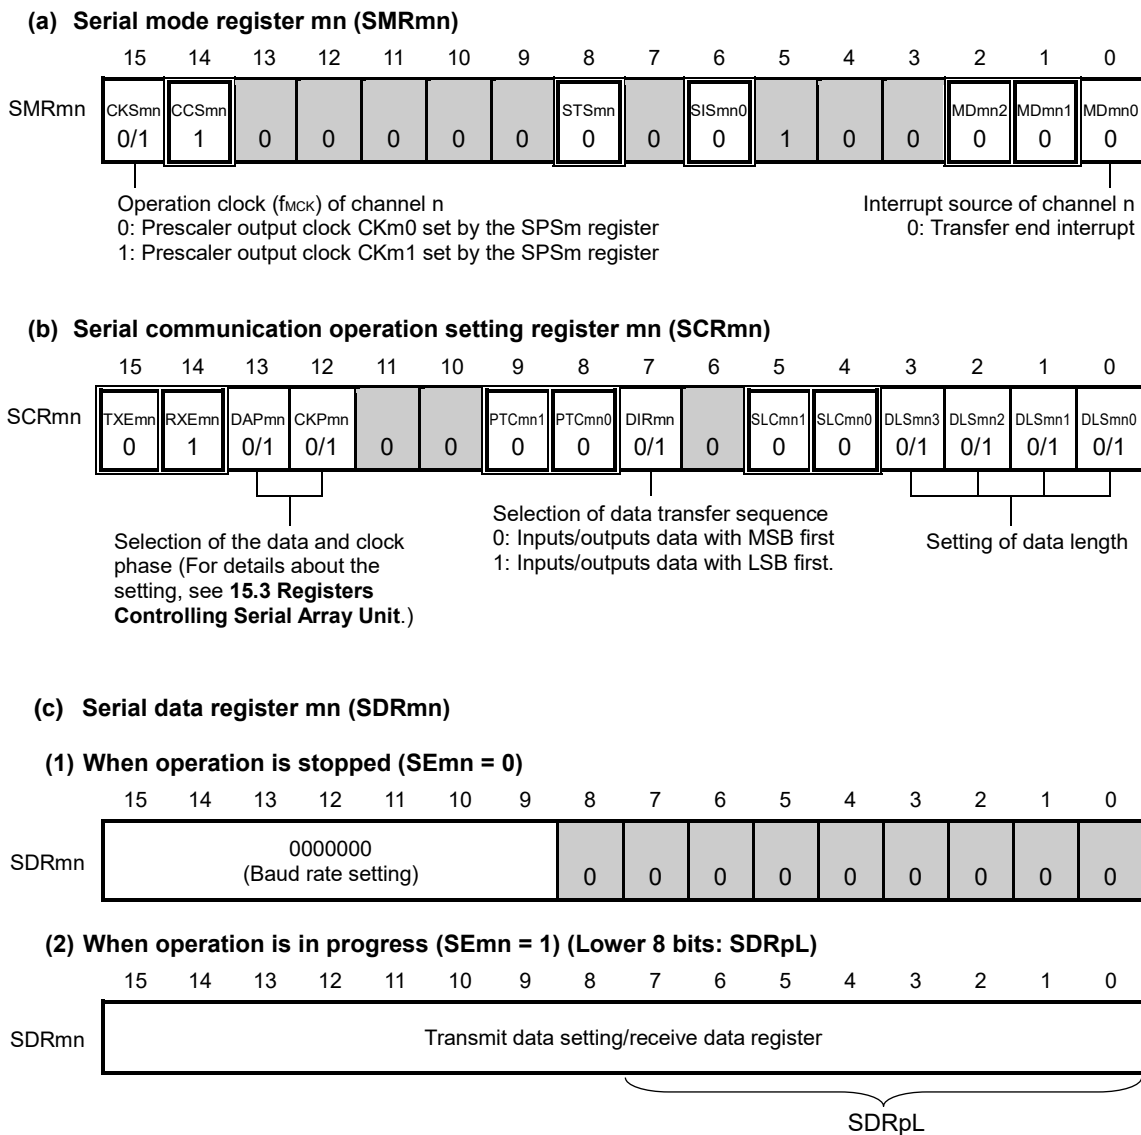 (a) Serial mode register mn (SMRmn)
15 14 13 12 11 10 9 8 7 6 5 4 3 2 1 0
SMRmn
CKSmn CCSmn STSmn SISmn0 MDmn2 MDmn1 MDmn0
0/1 1 0 0 0 0 0 0 0 0 1 0 0 0 0 0
Operation clock (fMCK) of channel n
0: Prescaler output clock CKm0 set by the SPSm register
1: Prescaler output clock CKm1 set by the SPSm register
Interrupt source of channel n
0: Transfer end interrupt
(b) Serial communication operation setting register mn (SCRmn)
15 14 13 12 11 10 9 8 7 6 5 4 3 2 1 0
SCRmn
TXEmn RXEmn DAPmn CKPmn PTCmn1 PTCmn0 DIRmn SLCmn1 SLCmn0 DLSmn3 DLSmn2 DLSmn1 DLSmn0
0 1 0/1 0/1 0 0 0 0 0/1 0 0 0 0/1 0/1 0/1 0/1
Selection of the data and clock
phase (For details about the
setting, see 15.3 Registers
Controlling Serial Array Unit.)
Selection of data transfer sequence
0: Inputs/outputs data with MSB first
1: Inputs/outputs data with LSB first.
Setting of data length
(c) Serial data register mn (SDRmn)
(1) When operation is stopped (SEmn = 0)
15 14 13 12 11 10 9 8 7 6 5 4 3 2 1 0
SDRmn
0000000
(Baud rate setting)
0 0 0 0 0 0 0 0 0
(2) When operation is in progress (SEmn = 1) (Lower 8 bits: SDRpL)
15 14 13 12 11 10 9 8 7 6 5 4 3 2 1 0
SDRmn
Transmit data setting/receive data register
SDRpL